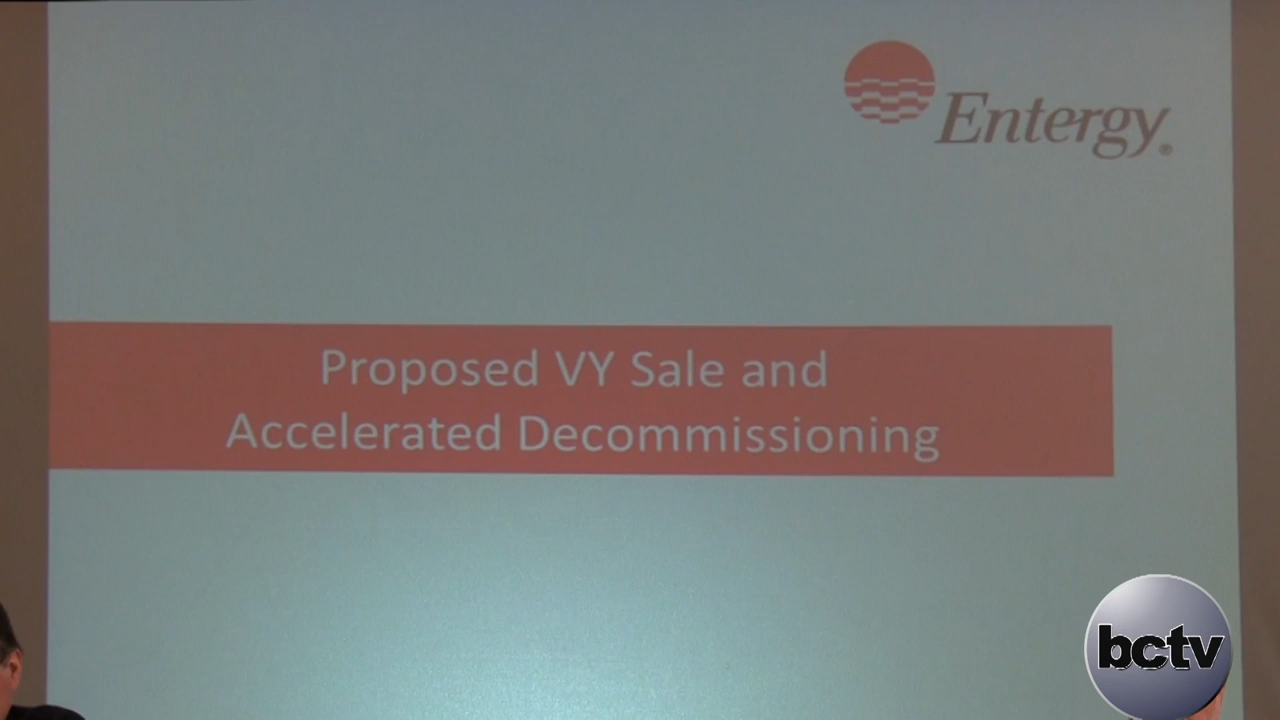 Entergy®
Proposed VY Sale and
Accelerated Decommissioning
bctv